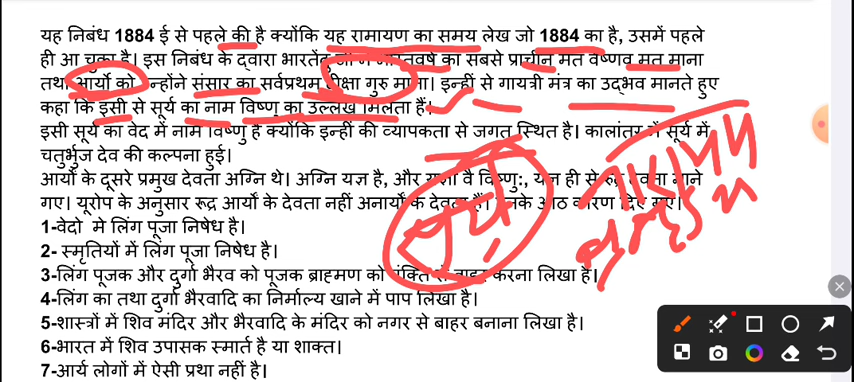 यह निबंध 1884 ई से पहले की है क्योंकि यह रामायण का समय लेख जो 1884 का है, उसमें पहले
ही आ चुका है। इस निबंध के द्वारा भारतेंदु का सबसे प्राचीन मत वैष्णव मत माना
तथा आर्यो को उन्होंने संसार का सर्वप्रथम दीक्षा गुरु माना। इन्हीं से गायत्री मंत्र का उद्भव मानते हुए
कहा कि इसी से सूर्य का नाम विष्णु का उल्लेख मिलता हैं।
इसी सूर्य का वेद में नाम विष्णु है क्योंकि इन्हीं की व्यापकता से जगत् स्थित है। कालांतर में सूर्य में
चतुर्भुज देव की कल्पना हुई।
आर्यो के दूसरे प्रमुख देवता अग्नि थे। अग्नि यज्ञ है, और यज्ञो वै विष्णु:, यज्ञ ही से रुद्र देवता माने
गए। यूरोप के अनुसार रूद्र आर्यो के देवता नहीं अनार्यो के देवता हैं। इनके आठ कारण दिए गए।
1-वेदो मे लिंग पूजा निषेध है।
2- स्मृतियों में लिंग पूजा निषेध है।
3-लिंग पूजक और दुर्गा भैरव को पूजक ब्राह्मण को पंक्ति से बाहर करना लिखा है।
4-लिंग का तथा दुर्गा भैरवादि का निर्माल्य खाने में पाप लिखा है।
5-शास्त्रों में शिव मंदिर और भैरवादि के मंदिर को नगर से बाहर बनाना लिखा है।
6-भारत में शिव उपासक स्मार्त है या शाक्त।
7-आर्य लोगों में ऐसी प्रथा नहीं है।